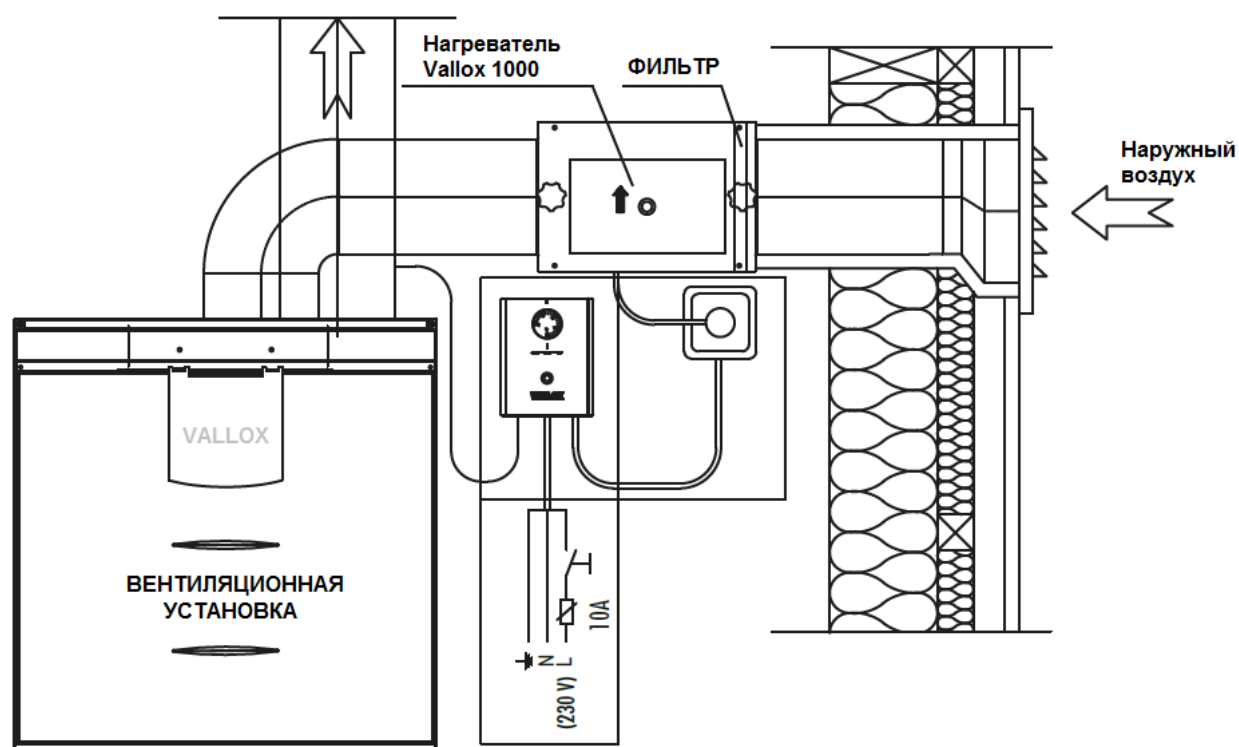 Нагреватель
Vallox 1000
ФИЛЬТР
Наружный
воздух
VALLOX
ВЕНТИЛЯЦИОННАЯ
УСТАНОВКА
10A
N
L
(230 V)